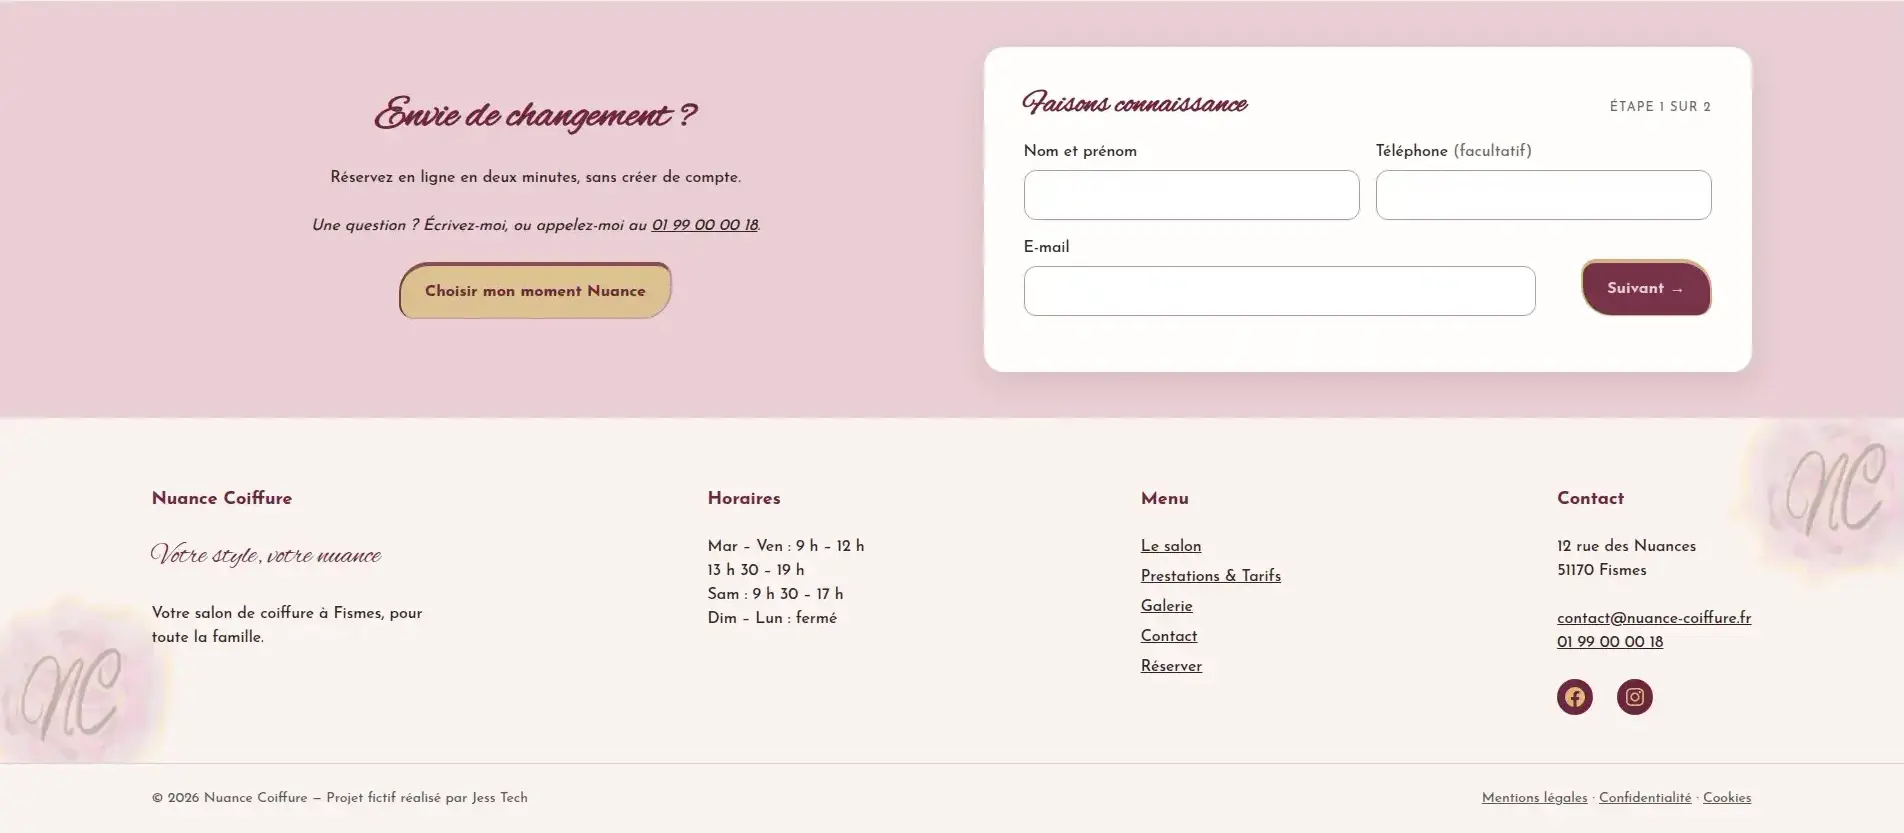 Envie de changement ?
Réservez en ligne en deux minutes, sans créer de compte.
Une question ? Écrivez-moi, ou appelez-moi au 01 99 00 00 18.
Choisir mon moment Nuance
Faisons connaissance
ÉTAPE 1 SUR 2
Nom et prénom
Téléphone (facultatif)
E-mail
Suivant →
Nuance Coiffure
Votre style, votre nuance
Votre salon de coiffure à Fismes, pour
toute la famille.
NC
Horaires
Mar – Ven : 9 h – 12 h
13 h 30 – 19 h
Sam : 9 h 30 – 17 h
Dim – Lun : fermé
Menu
Le salon
Prestations & Tarifs
Galerie
Contact
Réserver
Contact
12 rue des Nuances
51170 Fismes
contact@nuance-coiffure.fr
01 99 00 00 18
NC
© 2026 Nuance Coiffure — Projet fictif réalisé par Jess Tech
Mentions légales · Confidentialité · Cookies